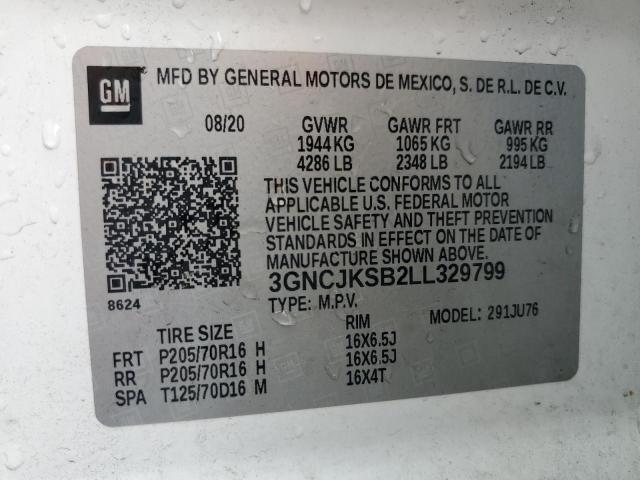 GM MFD BY GENERAL MOTORS DE MEXICO, S. DE R.L. DE C.V.
08/20 GVWR GAWR FRT GAWR RR
1944 KG 1065 KG 995 KG
4286 LB 2348 LB 2194 LB
THIS VEHICLE CONFORMS TO ALL
APPLICABLE U.S. FEDERAL MOTOR
VEHICLE SAFETY AND THEFT PREVENTION
STANDARDS IN EFFECT ON THE DATE OF
MANUFACTURE SHOWN ABOVE.
3GNCJKSB2LL329799
8624
TYPE: M.P.V. MODEL: 291JU76
TIRE SIZE RIM
FRT P205/70R16 H 16X6.5J
RR P205/70R16 H 16X6.5J
SPA T125/70D16 M 16X4T